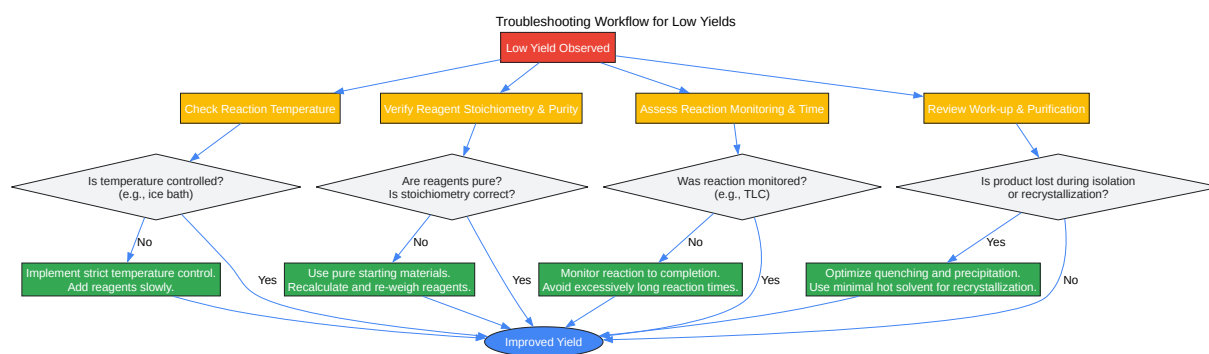 Troubleshooting Workflow for Low Yields
Low Yield Observed
Check Reaction Temperature
Verify Reagent Stoichiometry & Purity
Assess Reaction Monitoring & Time
Review Work-up & Purification
Is temperature controlled?
(e.g., ice bath)
Are reagents pure?
Is stoichiometry correct?
Was reaction monitored?
(e.g., TLC)
Is product lost during isolation
or recrystallization?
No
No
No
Yes
Implement strict temperature control.
Add reagents slowly.
Yes
Use pure starting materials.
Recalculate and re-weigh reagents.
Yes
Monitor reaction to completion.
Avoid excessively long reaction times.
Yes
Optimize quenching and precipitation.
Use minimal hot solvent for recrystallization.
No
Improved Yield